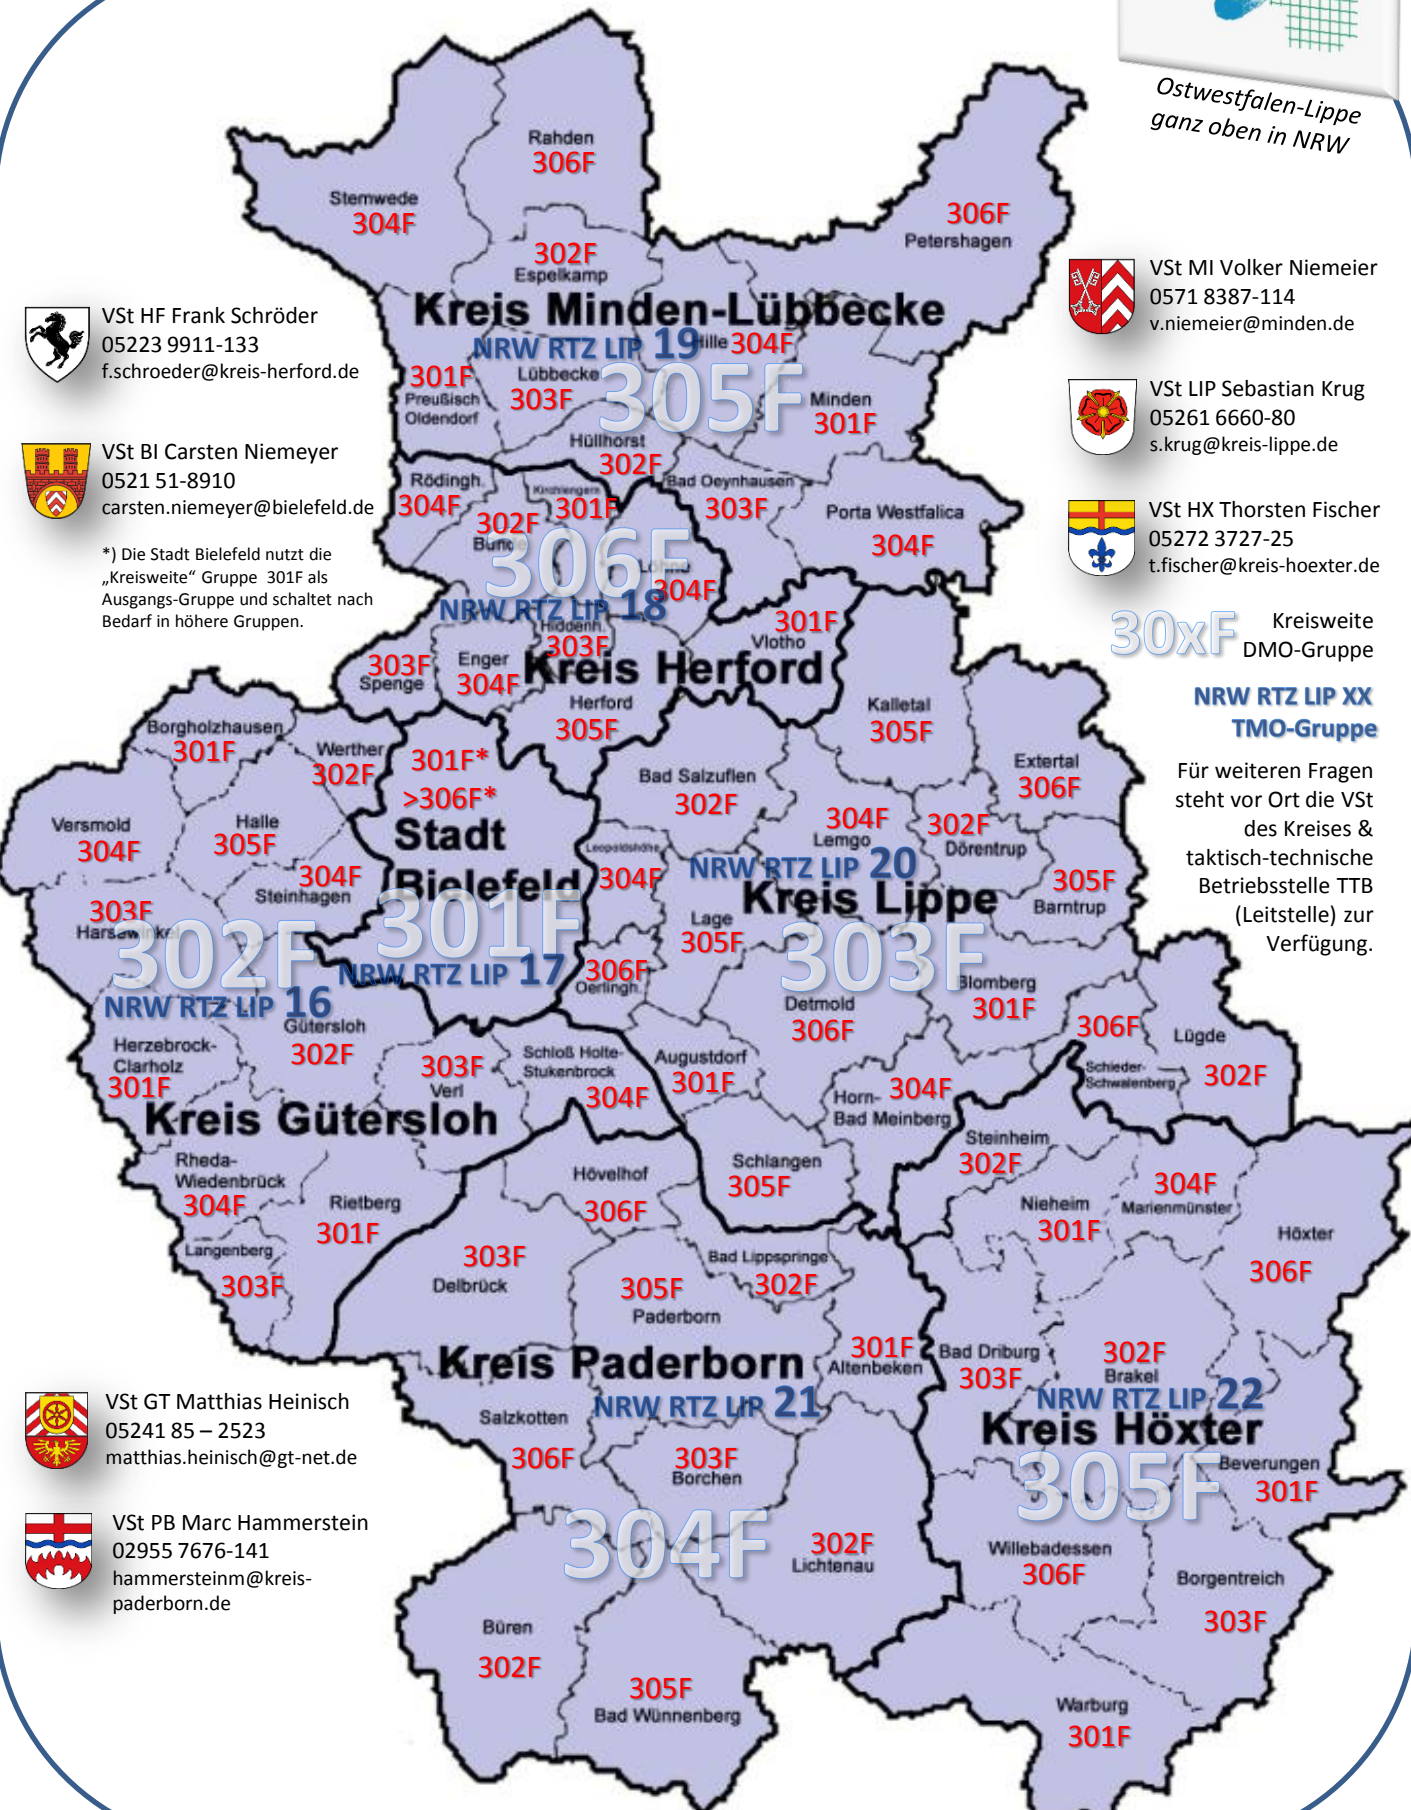 Ostwestfalen-Lippe
ganz oben in NRW
Rahden
306F
Stemwede
304F
306F
Petershagen
302F
Espelkamp
Kreis Minden-Lübbecke
NRW RTZ LIP 19
Hille 304F
305F
301F
Preußisch
Oldendorf
Lübbecke
303F
Minden
301F
Hüllhorst
302F
VSt HF Frank Schröder
05223 9911-133
f.schroeder@kreis-herford.de
VSt BI Carsten Niemeyer
0521 51-8910
carsten.niemeyer@bielefeld.de
*) Die Stadt Bielefeld nutzt die
„Kreisweite“ Gruppe  301F als
Ausgangs-Gruppe und schaltet nach
Bedarf in höhere Gruppen.
VSt MI Volker Niemeier
0571 8387-114
v.niemeier@minden.de
VSt LIP Sebastian Krug
05261 6660-80
s.krug@kreis-lippe.de
VSt HX Thorsten Fischer
05272 3727-25
t.fischer@kreis-hoexter.de
30xF
Kreisweite
DMO-Gruppe
NRW RTZ LIP XX
TMO-Gruppe
Für weiteren Fragen
steht vor Ort die VSt
des Kreises &
taktisch-technische
Betriebsstelle TTB
(Leitstelle) zur
Verfügung.
Rödingh.
304F
Kirchlengern
301F
302F
Bünde
306F
Löhne
304F
Bad Oeynhausen
303F
Porta Westfalica
304F
NRW RTZ LIP 18
Hiddenh.
303F
301F
Vlotho
303F
Spenge
Enger
304F
Kreis Herford
Herford
305F
Borgholzhausen
301F
Werther
302F
301F*
>306F*
Stadt
Bielefeld
301F
NRW RTZ LIP 17
Versmold
304F
Halle
305F
304F
Steinhagen
303F
Harsewinkel
302F
NRW RTZ LIP 16
Gütersloh
302F
Herzebrock-
Clarholz
301F
303F
Verl
Schloß Holte-
Stukenbrock
304F
Kreis Gütersloh
Rheda-
Wiedenbrück
304F
Rietberg
301F
Langenberg
303F
Kalletal
305F
Extertal
306F
Bad Salzuflen
302F
304F
Lemgo
302F
Dörentrup
Leopoldshöhe
304F
NRW RTZ LIP 20
Kreis Lippe
303F
305F
Barntrup
Lage
305F
306F
Oerlingh.
Detmold
306F
Blomberg
301F
306F
Schieder-
Schwalenberg
Lügde
302F
Augustdorf
301F
Horn-
Bad Meinberg
304F
Schlangen
305F
Steinheim
302F
304F
Marienmünster
Nieheim
301F
Höxter
306F
Hövelhof
306F
303F
Delbrück
305F
Paderborn
Bad Lippspringe
302F
301F
Altenbeken
Kreis Paderborn
NRW RTZ LIP 21
Bad Driburg
303F
302F
Brakel
NRW RTZ LIP 22
Kreis Höxter
305F
Beverungen
301F
Salzkotten
306F
303F
Borchen
304F
302F
Lichtenau
Willebadessen
306F
Borgentreich
303F
VSt GT Matthias Heinisch
05241 85 – 2523
matthias.heinisch@gt-net.de
VSt PB Marc Hammerstein
02955 7676-141
hammersteinm@kreis-
paderborn.de
Büren
302F
305F
Bad Wünnenberg
Warburg
301F